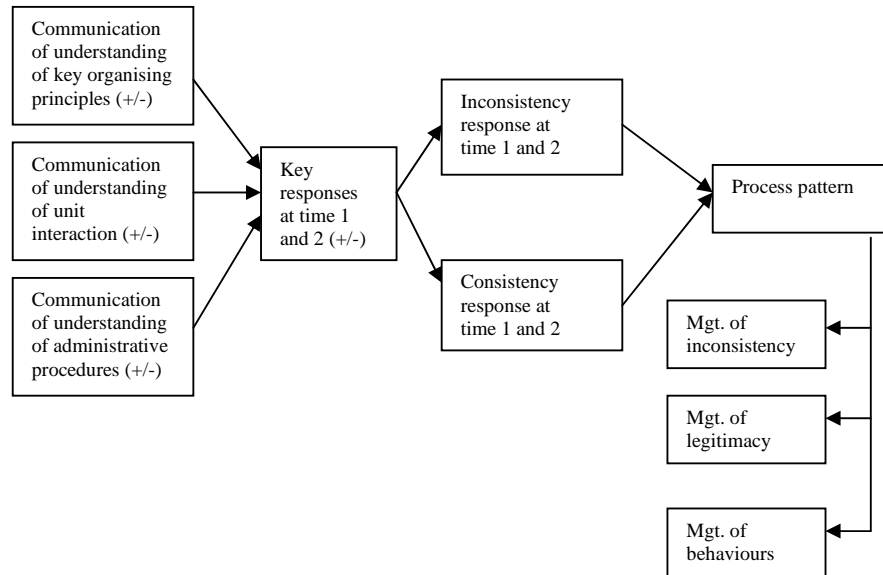 Communication
of understanding
of key organising
principles (+/-)
Communication
of understanding
of unit
interaction (+/-)
Communication
of understanding
of administrative
procedures (+/-)
Key
responses
at time 1
and 2 (+/-)
Inconsistency
response at
time 1 and 2
Consistency
response at
time 1 and 2
Process pattern
Mgt. of
inconsistency
Mgt. of
legitimacy
Mgt. of
behaviours